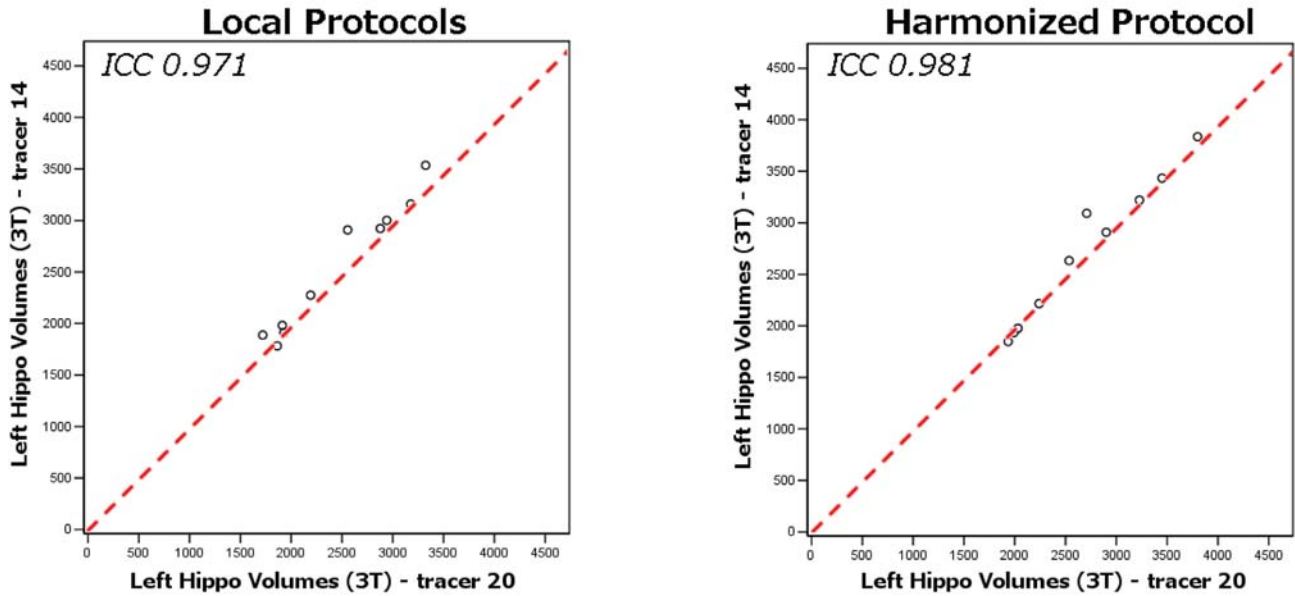 Local Protocols
ICC 0.971
Left Hippo Volumes (3T) - tracer 14
4500
4000
3500
3000
2500
2000
1500
1000
500
0
0 500 1000 1500 2000 2500 3000 3500 4000 4500
Left Hippo Volumes (3T) - tracer 20
Harmonized Protocol
ICC 0.981
Left Hippo Volumes (3T) - tracer 14
4500
4000
3500
3000
2500
2000
1500
1000
500
0
0 500 1000 1500 2000 2500 3000 3500 4000 4500
Left Hippo Volumes (3T) - tracer 20